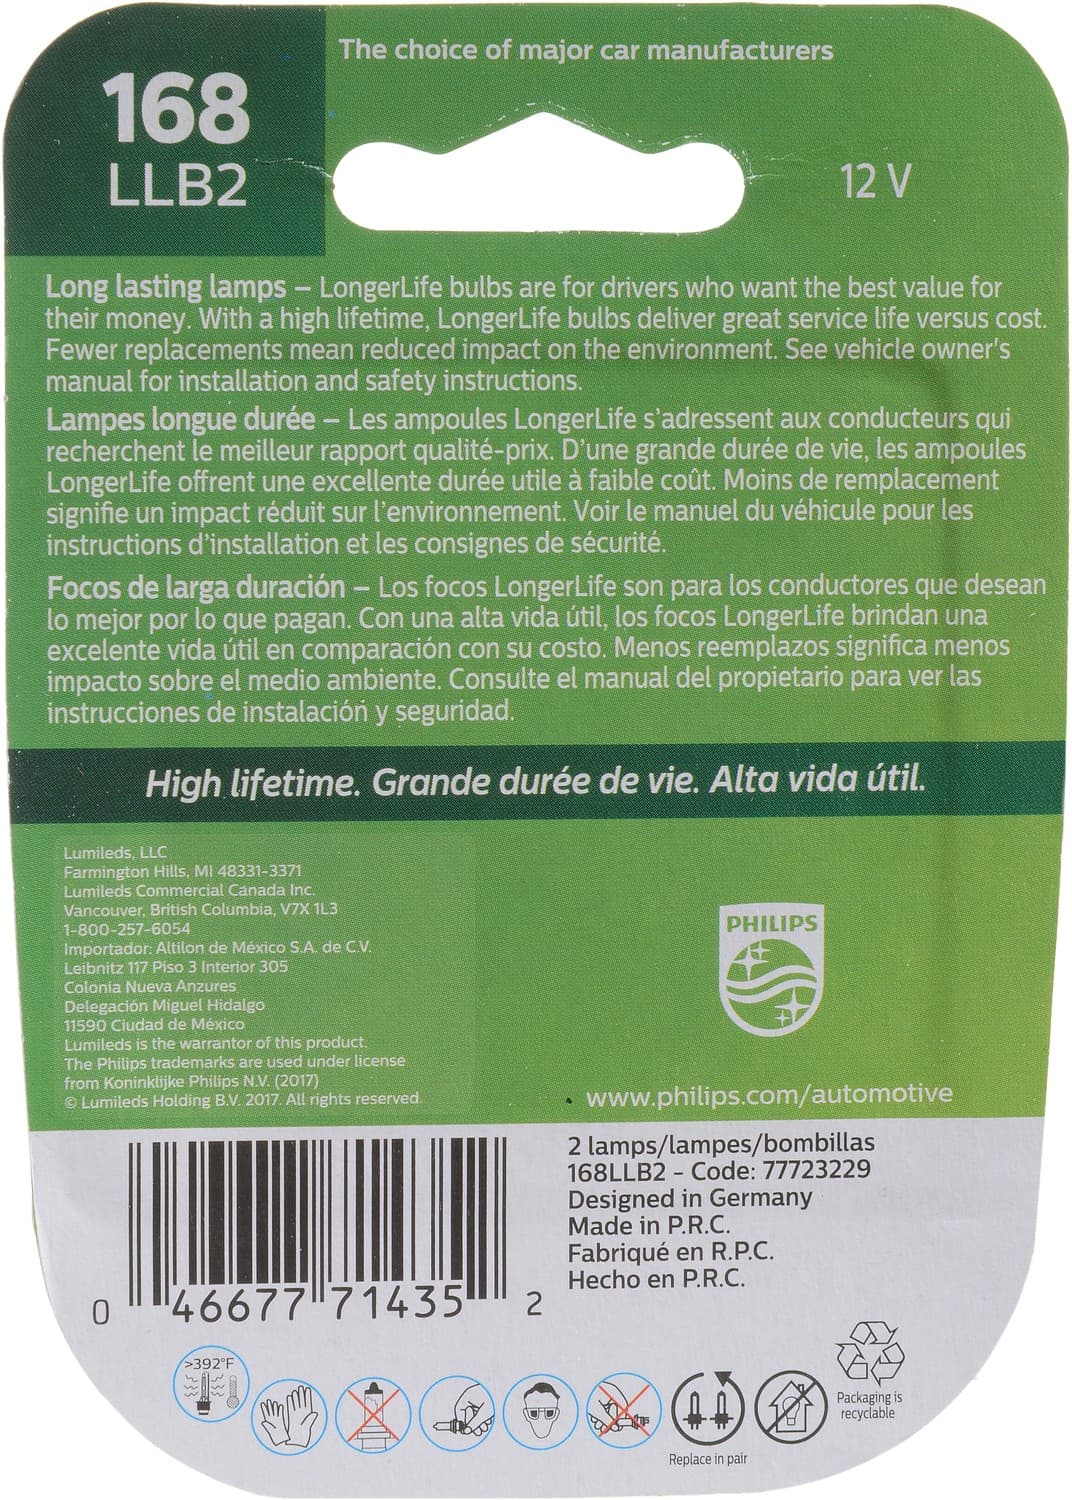 168
LLB2
The choice of major car manufacturers
12 V
Long lasting lamps – LongerLife bulbs are for drivers who want the best value for
their money. With a high lifetime, LongerLife bulbs deliver great service life versus cost.
Fewer replacements mean reduced impact on the environment. See vehicle owner's
manual for installation and safety instructions.
Lampes longue durée – Les ampoules LongerLife s'adressent aux conducteurs qui
recherchent le meilleur rapport qualité-prix. D'une grande durée de vie, les ampoules
LongerLife offrent une excellente durée utile à faible coût. Moins de remplacement
signifie un impact réduit sur l'environnement. Voir le manuel du véhicule pour les
instructions d'installation et les consignes de sécurité.
Focos de larga duración – Los focos LongerLife son para los conductores que desean
lo mejor por lo que pagan. Con una alta vida útil, los focos LongerLife brindan una
excelente vida útil en comparación con su costo. Menos reemplazos significa menos
impacto sobre el medio ambiente. Consulte el manual del propietario para ver las
instrucciones de instalacióń y seguridad.
High lifetime. Grande durée de vie. Alta vida útil.
Lumileds, LLC
Farmington Hills, MI 48331-3371
Lumileds Commercial Canada Inc.
Vancouver, British Columbia, V7X 1L3
1-800-257-6054
Importador: Altilon de México S.A. de C.V.
Leibnitz 117 Piso 3 Interior 305
Colonia Nueva Anzures
Delegación Miguel Hidalgo
11590 Ciudad de México
Lumileds is the warrantor of this product.
The Philips trademarks are used under license
from Koninklijke Philips N.V. (2017)
© Lumileds Holding B.V. 2017. All rights reserved.
PHILIPS
www.philips.com/automotive
2 lamps/lampes/bombillas
168LLB2 - Code: 77723229
Designed in Germany
Made in P.R.C.
Fabriqué en R.P.C.
Hecho en P.R.C.
0 46677 71435 2
>392°F
Replace in pair
Packaging is
recyclable